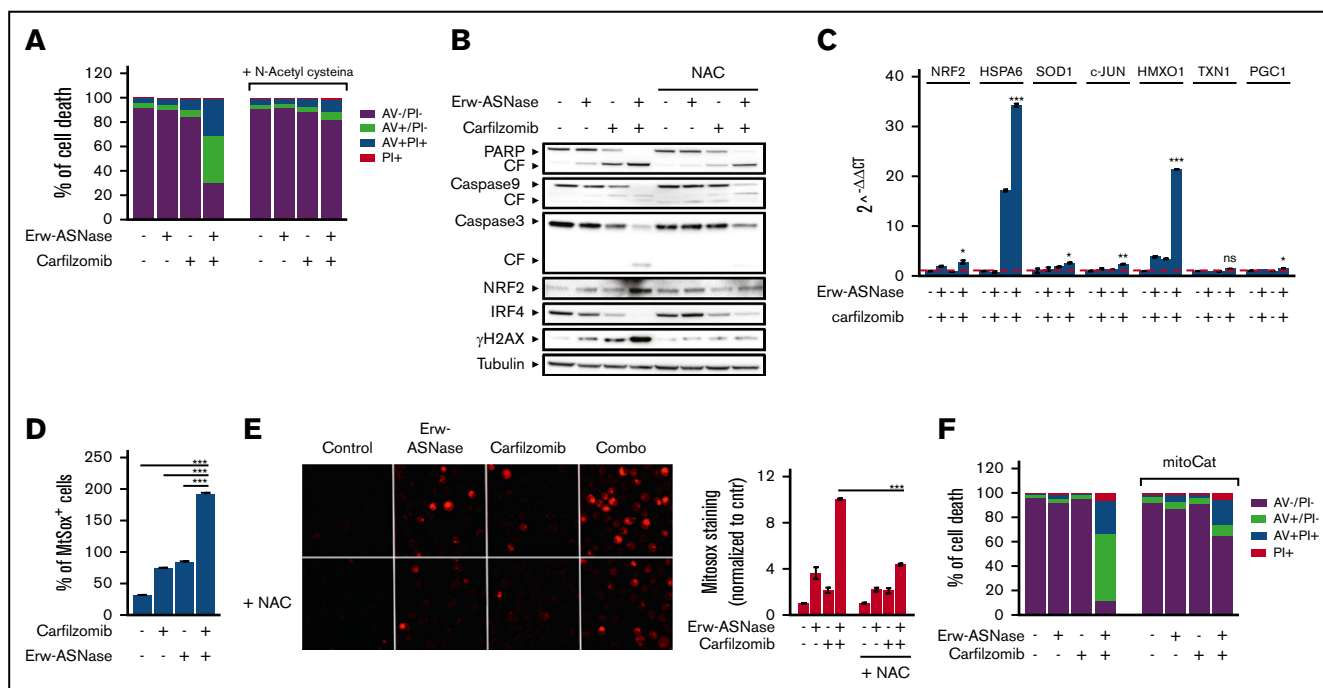 A
+ N-Acetyl cysteina
% of cell death
120
100
80
60
40
20
0
AV-/PI-
AV+/PI-
AV+PI+
PI+
Erw-ASNase - + - + - + - +
Carfilzomib - - + + - - + +
B
NAC
Erw-ASNase - + - + - + - +
Carfilzomib - - + + - - + +
PARP
CF
Caspase9
CF
Caspase3
CF
NRF2
IRF4
γH2AX
Tubulin
C
NRF2 HSPA6 SOD1 c-JUN HMXO1 TXN1 PGC1
2^-ΔΔCT
40
30
20
10
0
* *** * ** *** ns *
Erw-ASNase -+-+ -+-+ -+-+ -+-+ -+-+ -+-+ -+-+
carfilzomib --++ --++ --++ --++ --++ --++ --++
D
% of MtSox+ cells
250
200
150
100
50
0
***
***
***
Carfilzomib - + - +
Erw-ASNase - - + +
E
Control Erw-ASNase Carfilzomib Combo
+ NAC
Mitosox staining
(normalized to cntr)
12
8
4
0
***
Erw-ASNase - + - + - + - +
Carfilzomib - - + + - - + +
+ NAC
F
mitoCat
% of cell death
120
100
80
60
40
20
0
AV-/PI-
AV+/PI-
AV+PI+
PI+
Erw-ASNase - + - + - + - +
Carfilzomib - - + + - - + +